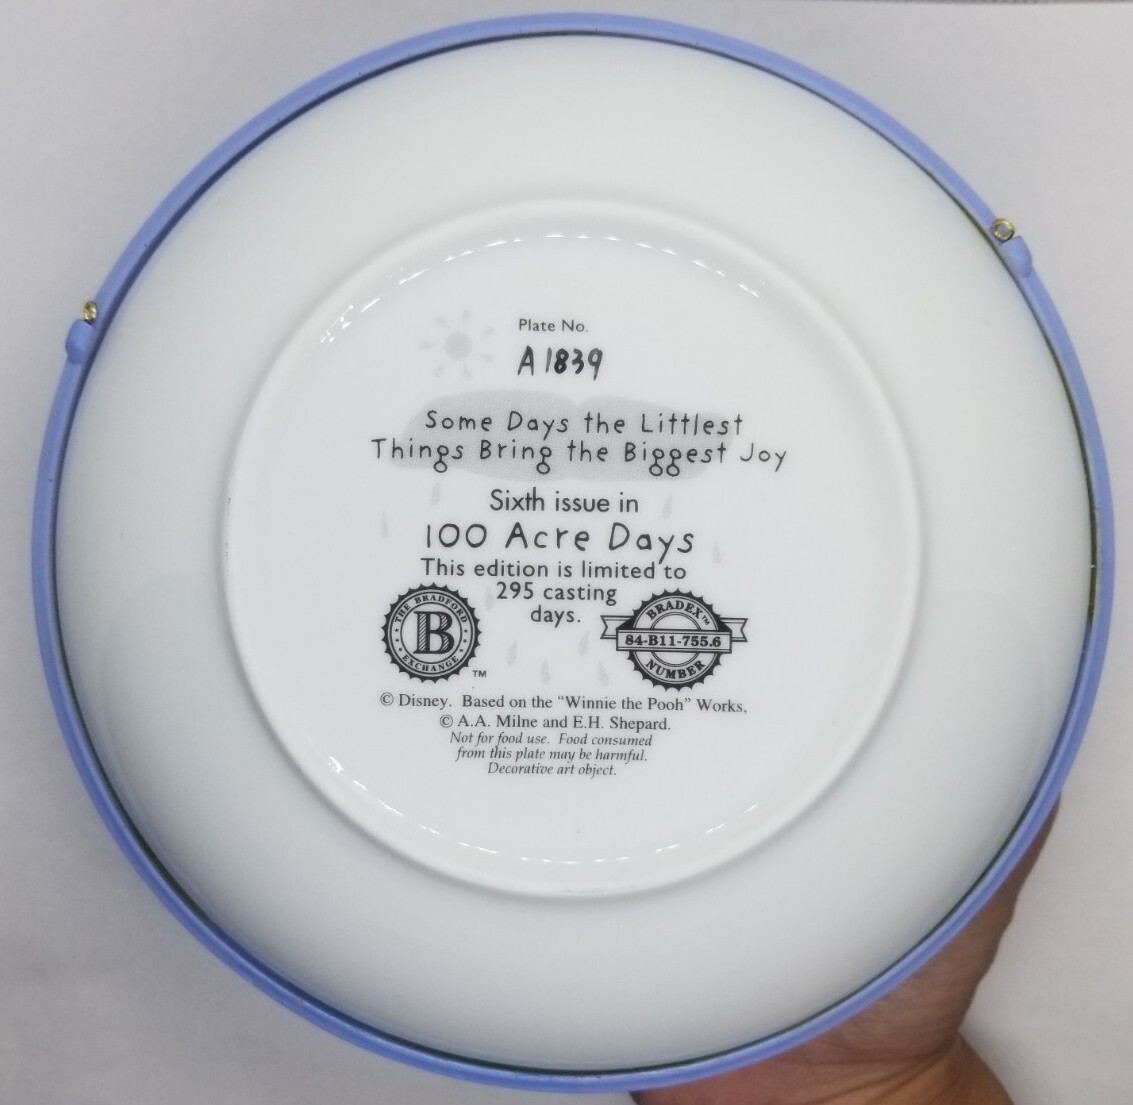 Plate No.
A1839
Some Days the Littlest
Things Bring the Biggest Joy
Sixth issue in
100 Acre Days
This edition is limited to
295 casting
days.
THE BRADFORD
B
EXCHANGE
TM
BRADEX™
84-B11-755.6
NUMBER
© Disney. Based on the "Winnie the Pooh" Works,
© A.A. Milne and E.H. Shepard.
Not for food use. Food consumed
from this plate may be harmful.
Decorative art object.